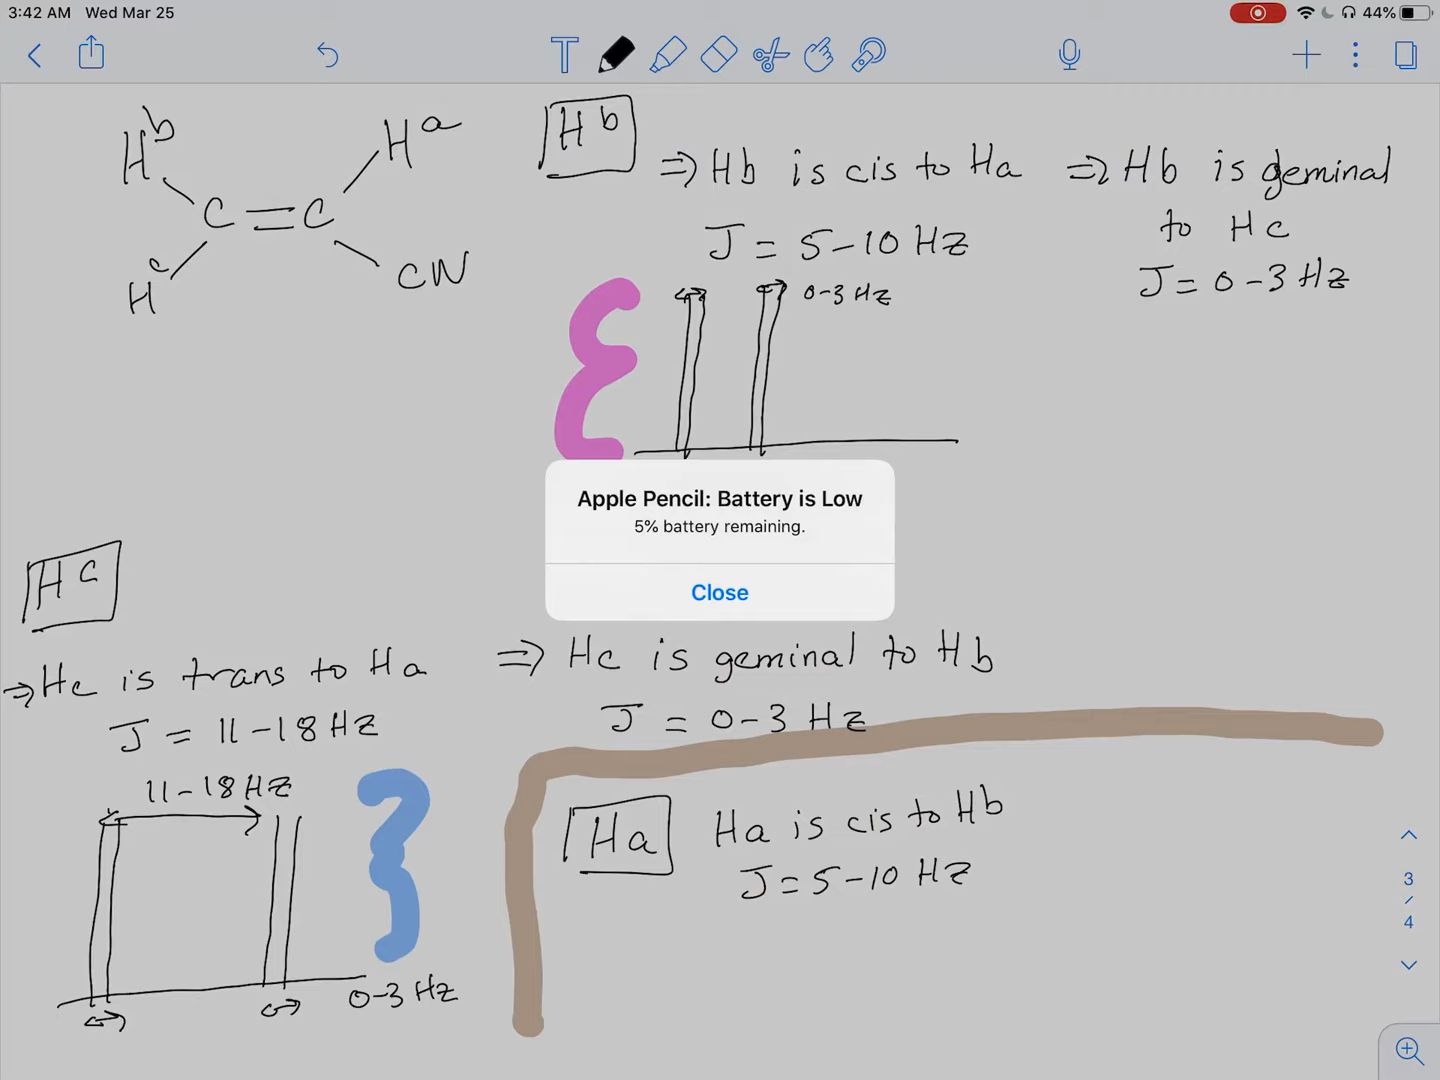 3:42 AM Wed Mar 25
44%
T
Hb
Ha
C = C
Hc
CN
Hb
⇒ Hb is cis to Ha
J = 5-10 Hz
0-3 Hz
⇒ Hb is geminal
to Hc
J = 0-3 Hz
Apple Pencil: Battery is Low
5% battery remaining.
Close
Hc
⇒ Hc is trans to Ha
J = 11-18 Hz
11-18 Hz
0-3 Hz
⇒ Hc is geminal to Hb
J = 0-3 Hz
Ha
Ha is cis to Hb
J = 5-10 Hz
3
/
4